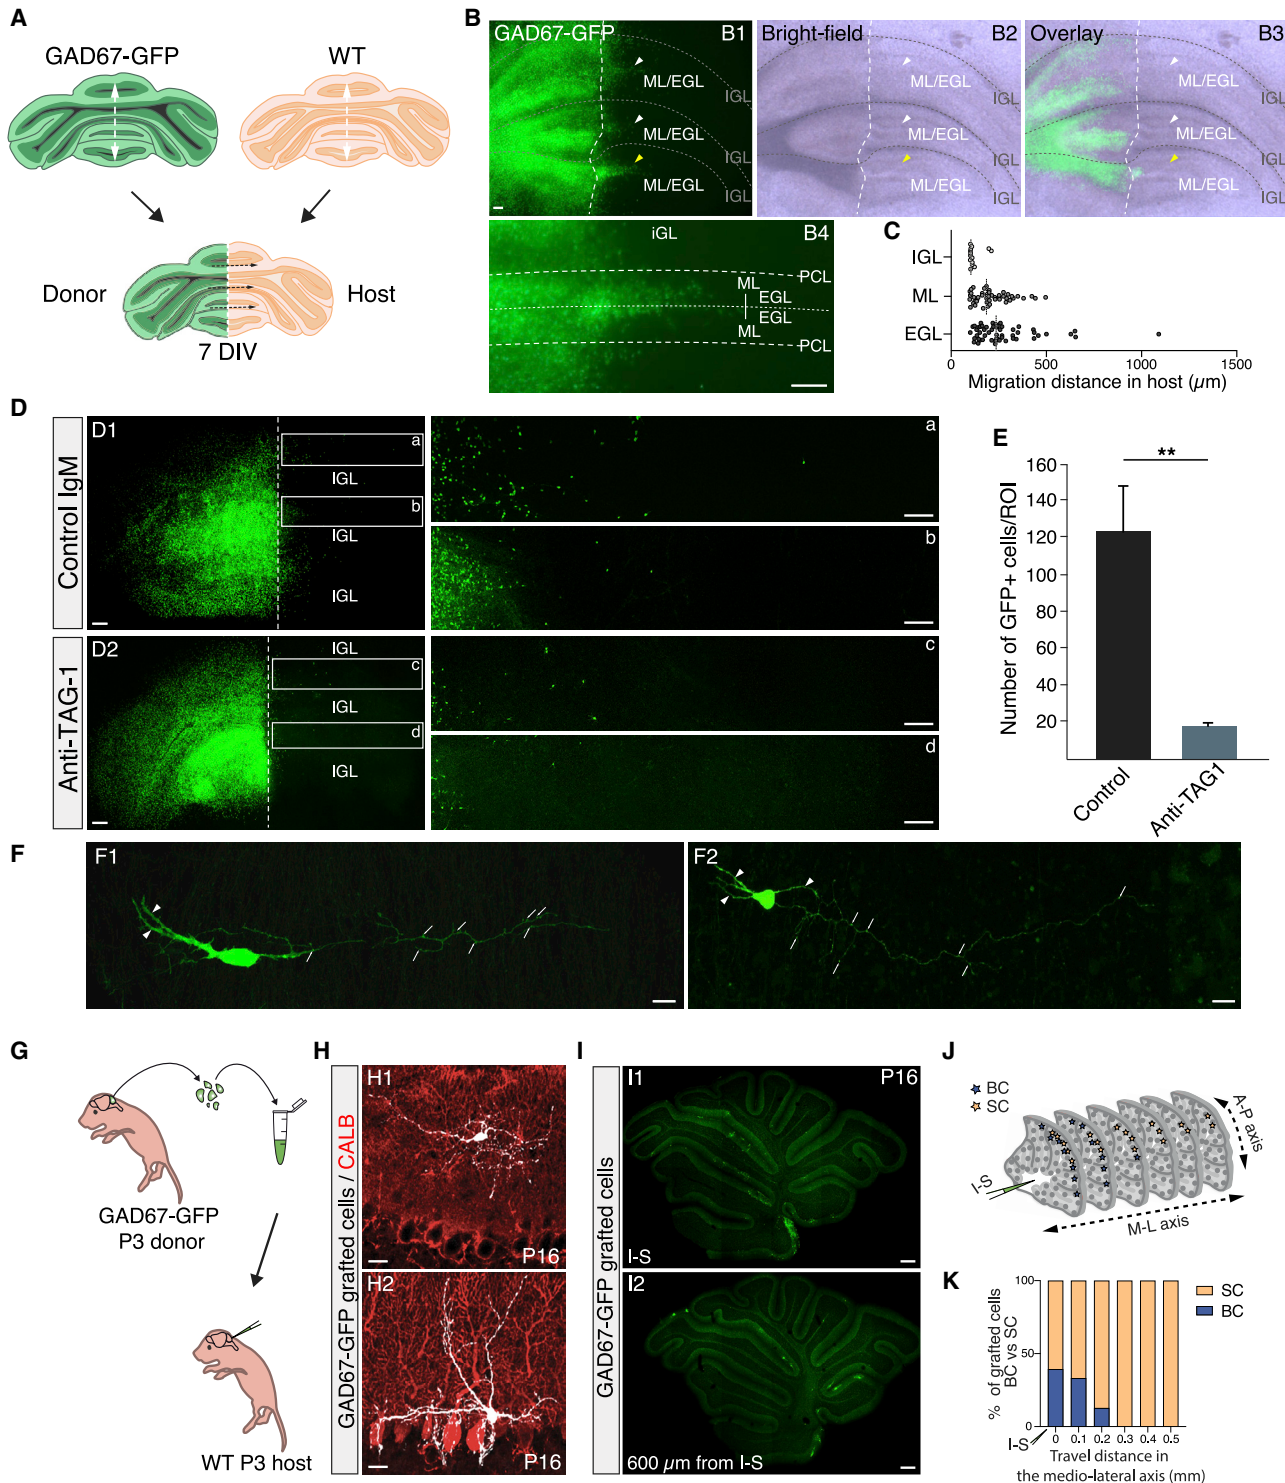 A
GAD67-GFP
WT
Donor
Host
7 DIV
B
GAD67-GFP
B1
ML/EGL
ML/EGL
ML/EGL
IGL
IGL
IGL
Bright-field
B2
ML/EGL
ML/EGL
ML/EGL
IGL
IGL
IGL
Overlay
B3
ML/EGL
ML/EGL
ML/EGL
IGL
IGL
IGL
iGL
B4
PCL
ML
EGL
EGL
ML
PCL
C
IGL
ML
EGL
0
500
1000
1500
Migration distance in host (µm)
D
Control IgM
D1
a
IGL
b
IGL
IGL
a
b
Anti-TAG-1
D2
IGL
c
IGL
d
IGL
c
d
E
Number of GFP+ cells/ROI
160
140
120
100
80
60
40
20
**
Control
Anti-TAG1
F
F1
F2
G
GAD67-GFP
P3 donor
WT P3 host
H
GAD67-GFP grafted cells / CALB
H1
P16
H2
P16
I
GAD67-GFP grafted cells
I1
P16
I-S
I2
600 µm from I-S
J
BC
SC
A-P axis
I-S
M-L axis
K
% of grafted cells
BC vs SC
100
50
0
SC
BC
I-S
0
0.1
0.2
0.3
0.4
0.5
Travel distance in
the medio-lateral axis (mm)